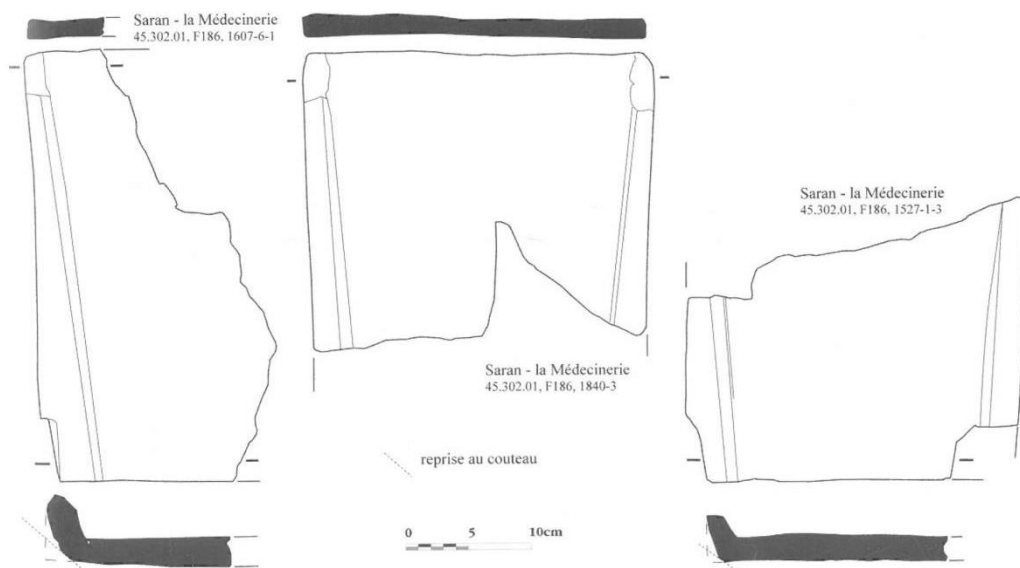 Saran - la Médecinerie
45.302.01, F186, 1607-6-1
Saran - la Médecinerie
45.302.01, F186, 1527-1-3
Saran - la Médecinerie
45.302.01, F186, 1840-3
reprise au couteau
0 5 10cm